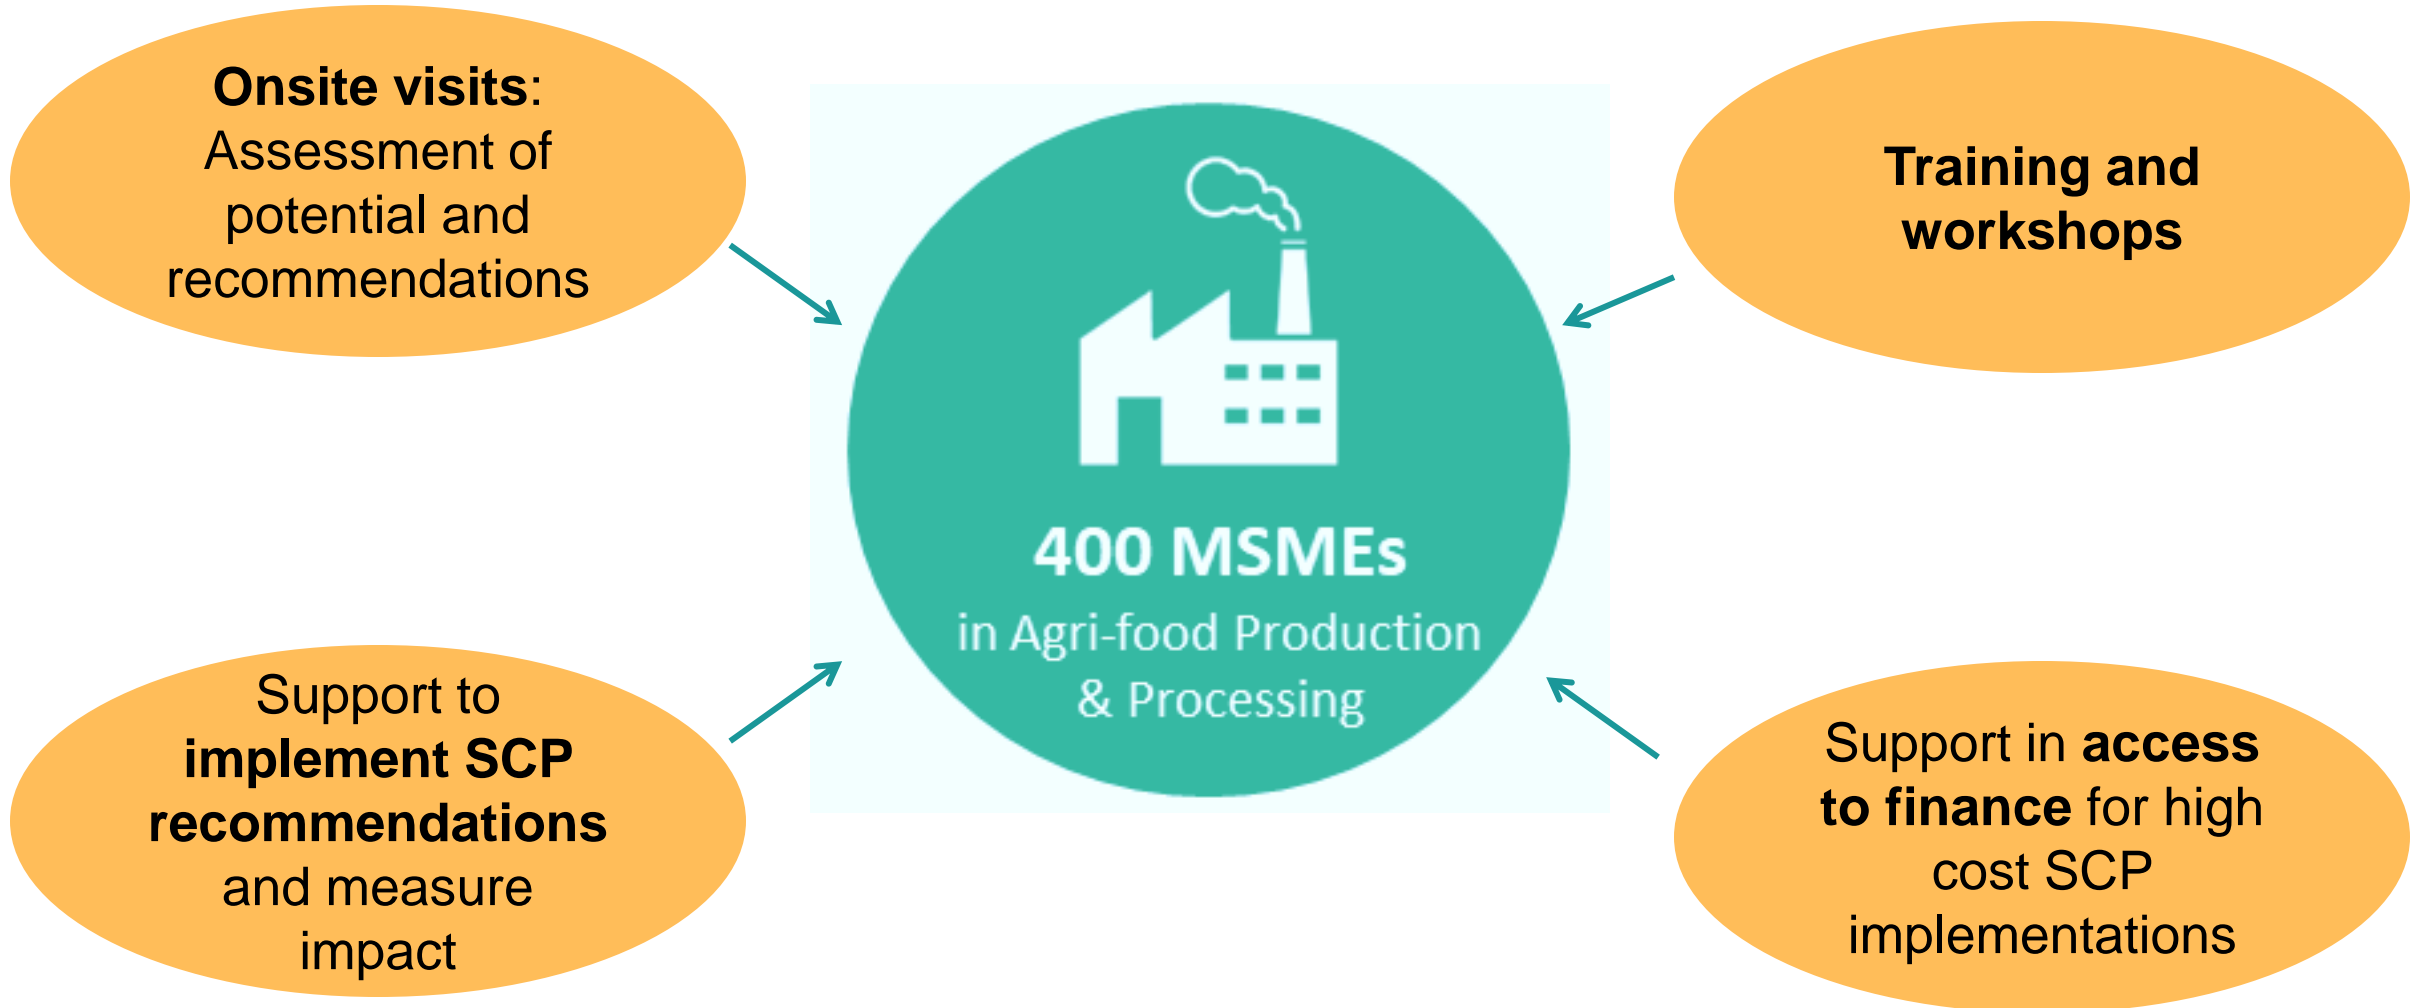 Onsite visits:
Assessment of
potential and
recommendations
Training and
workshops
400 MSMEs
in Agri-food Production
& Processing
Support to
implement SCP
recommendations
and measure
impact
Support in access
to finance for high
cost SCP
implementations